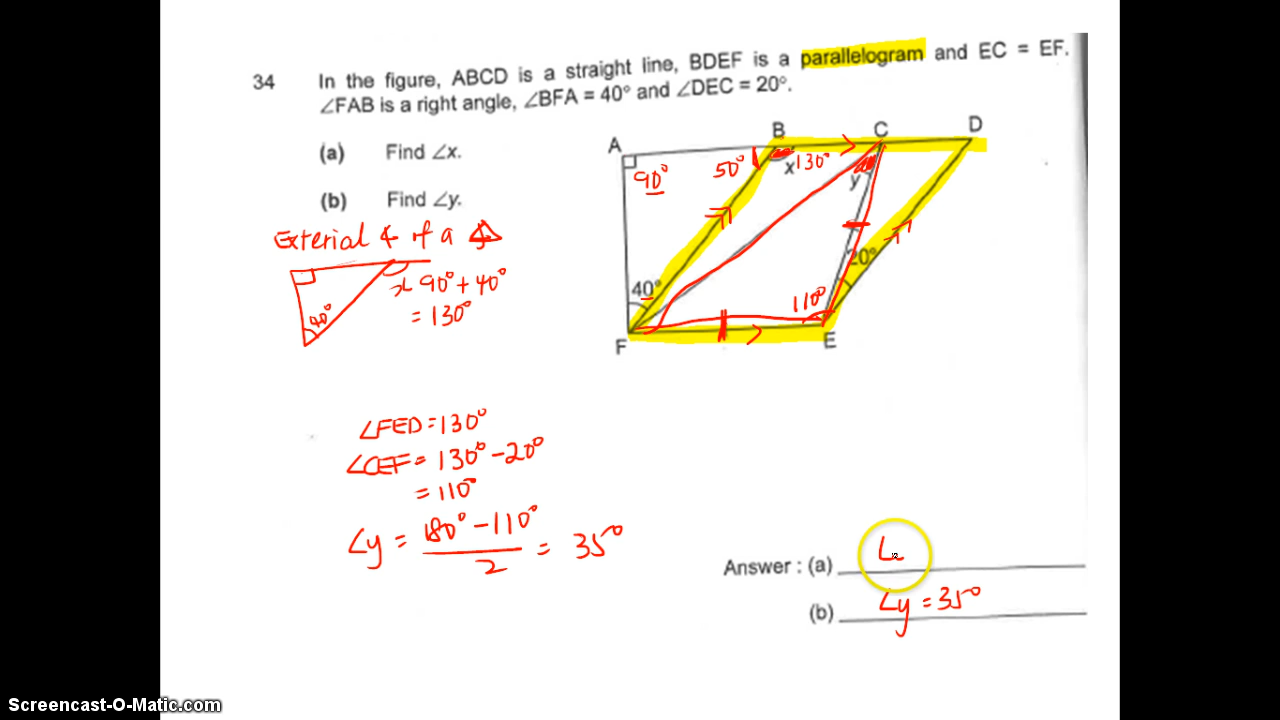 34 In the figure, ABCD is a straight line, BDEF is a parallelogram and EC = EF.
∠FAB is a right angle, ∠BFA = 40° and ∠DEC = 20°.
(a) Find ∠x.
(b) Find ∠y.
A B C D
90° 50° x 130° y
20°
40° 110°
F E
Exterial ∠ of a △
x 90° + 40°
40° = 130°
∠FED = 130°
∠CEF = 130° - 20°
= 110°
∠y = 180° - 110° / 2 = 35°
Answer : (a) ∠
(b) ∠y = 35°
Screencast-O-Matic.com